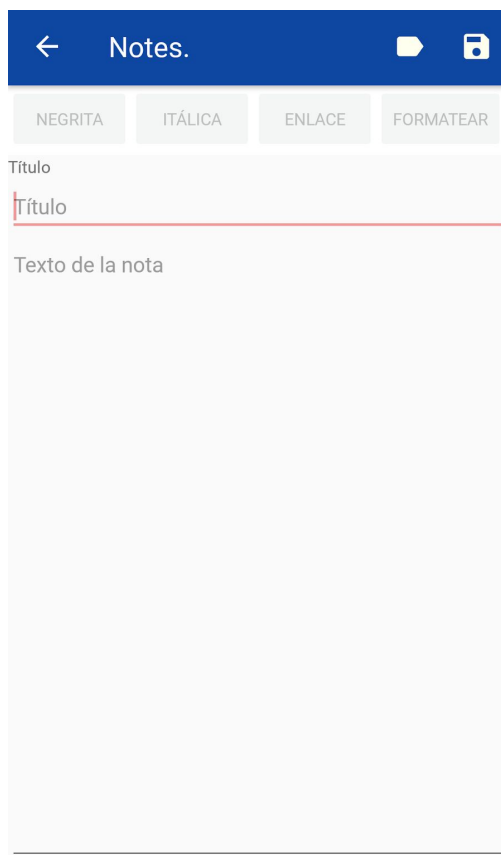 Notes.
NEGRITA ITÁLICA ENLACE FORMATEAR
Título
Título
Texto de la nota